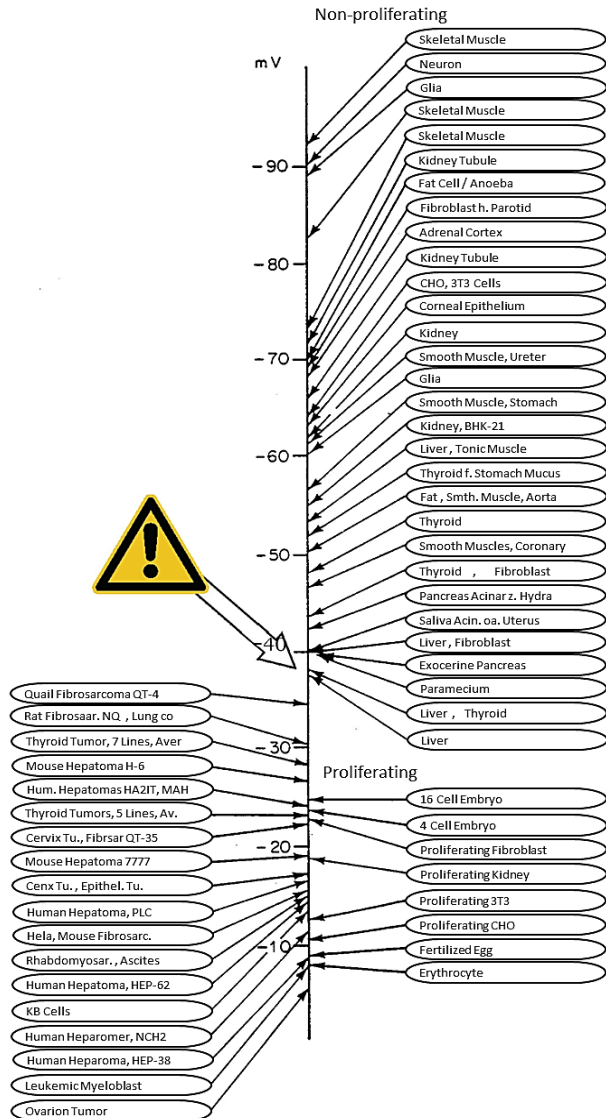 Non-proliferating
mV
Skeletal Muscle
Neuron
Glia
Skeletal Muscle
Skeletal Muscle
Kidney Tubule
Fat Cell / Anoeba
Fibroblast h. Parotid
Adrenal Cortex
Kidney Tubule
CHO, 3T3 Cells
Corneal Epithelium
Kidney
Smooth Muscle, Ureter
Glia
Smooth Muscle, Stomach
Kidney, BHK-21
Liver, Tonic Muscle
Thyroid f. Stomach Mucus
Fat, Smth. Muscle, Aorta
Thyroid
Smooth Muscles, Coronary
Thyroid , Fibroblast
Pancreas Acinar z. Hydra
Saliva Acin. oa. Uterus
Liver, Fibroblast
Exocerine Pancreas
Paramecium
Liver , Thyroid
Liver
-90
-80
-70
-60
-50
-40
-30
-20
-10
!
Quail Fibrosarcoma QT-4
Rat Fibrosaar. NQ , Lung co
Thyroid Tumor, 7 Lines, Aver
Mouse Hepatoma H-6
Hum. Hepatomas HA2IT, MAH
Thyroid Tumors, 5 Lines, Av.
Cervix Tu., Fibrsar QT-35
Mouse Hepatoma 7777
Cenx Tu. , Epithel. Tu.
Human Hepatoma, PLC
Hela, Mouse Fibrosarc.
Rhabdomyosar. , Ascites
Human Hepatoma, HEP-62
KB Cells
Human Heparomer, NCH2
Human Heparoma, HEP-38
Leukemic Myeloblast
Ovarion Tumor
Proliferating
16 Cell Embryo
4 Cell Embryo
Proliferating Fibroblast
Proliferating Kidney
Proliferating 3T3
Proliferating CHO
Fertilized Egg
Erythrocyte